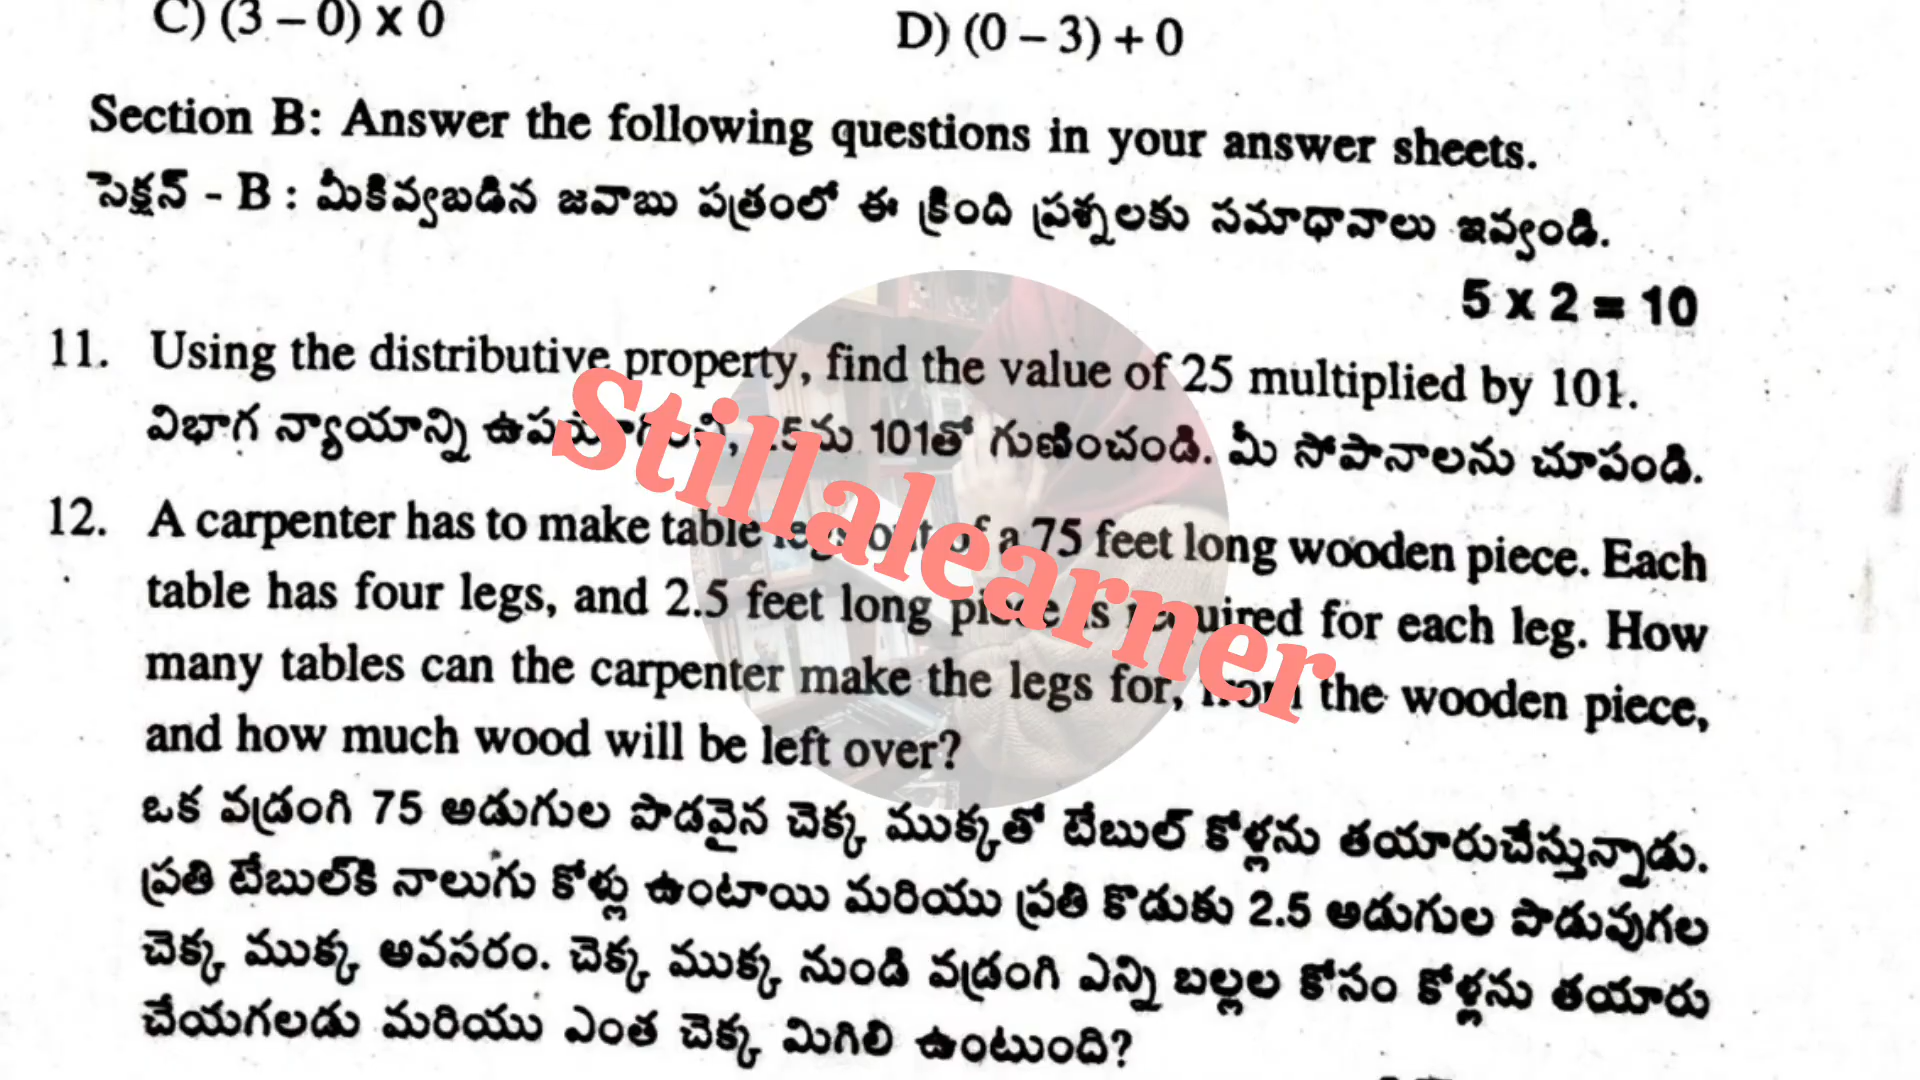 C) (3 – 0) x 0
D) (0 – 3) + 0
Section B: Answer the following questions in your answer sheets.
సెక్షన్ - B : మీకివ్వబడిన జవాబు పత్రంలో ఈ క్రింది ప్రశ్నలకు సమాధానాలు ఇవ్వండి.
5 x 2 = 10
11. Using the distributive property, find the value of 25 multiplied by 101.
విభాగ న్యాయాన్ని 101తో గుణించండి. మీ సోపానాలను చూపండి.
Stillalearner
12. A carpenter has to make table legs out of a 75 feet long wooden piece. Each
table has four legs, and 2.5 feet long piece is required for each leg. How
many tables can the carpenter make the legs for, from the wooden piece,
and how much wood will be left over?
ఒక వడ్రంగి 75 అడుగుల పొడవైన చెక్క ముక్కతో టేబుల్ కోళ్లను తయారుచేస్తున్నాడు.
ప్రతి టేబుల్‌కి నాలుగు కోళ్లు ఉంటాయి మరియు ప్రతి కొడుకు 2.5 అడుగుల పొడువుగల
చెక్క ముక్క అవసరం. చెక్క ముక్క నుండి వడ్రంగి ఎన్ని బల్లల కోసం కోళ్లను తయారు
చేయగలడు మరియు ఎంత చెక్క మిగిలి ఉంటుంది?